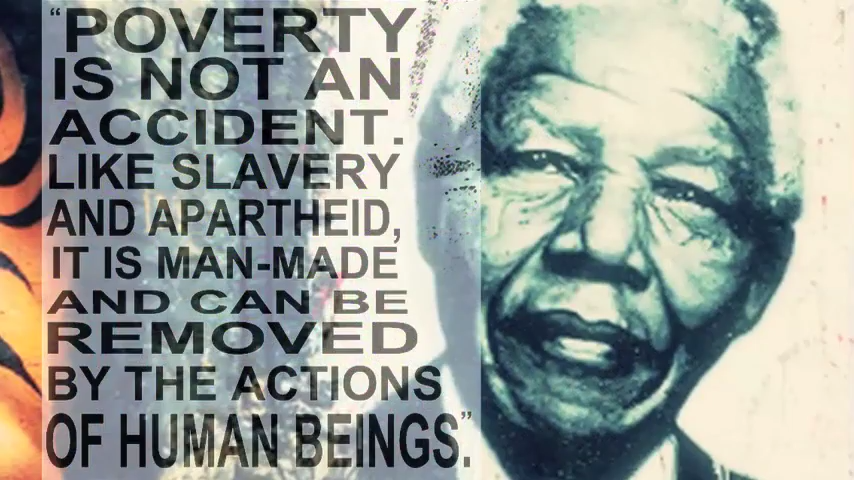 “POVERTY
IS NOT AN
ACCIDENT.
LIKE SLAVERY
AND APARTHEID,
IT IS MAN-MADE
AND CAN BE
REMOVED
BY THE ACTIONS
OF HUMAN BEINGS.”